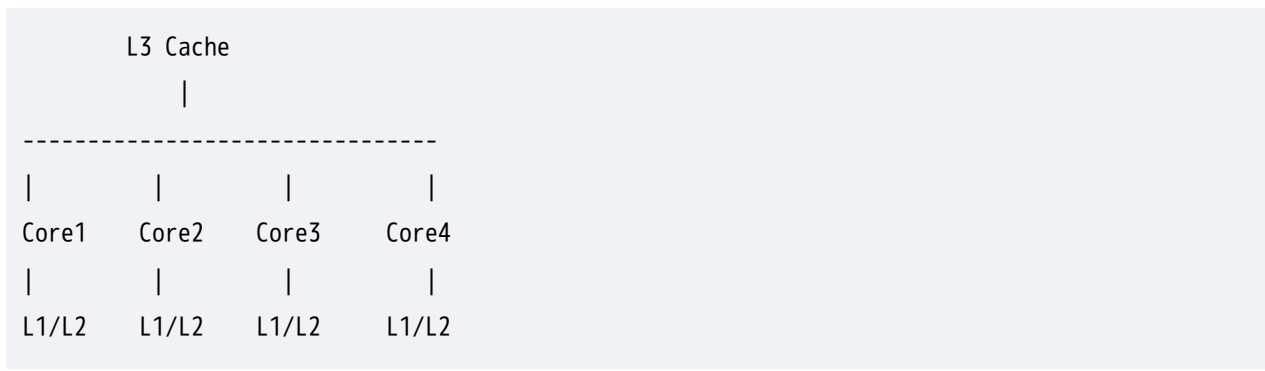 L3 Cache
            |
--------------------------------
|         |         |          |
Core1    Core2    Core3     Core4
|         |         |          |
L1/L2    L1/L2    L1/L2     L1/L2